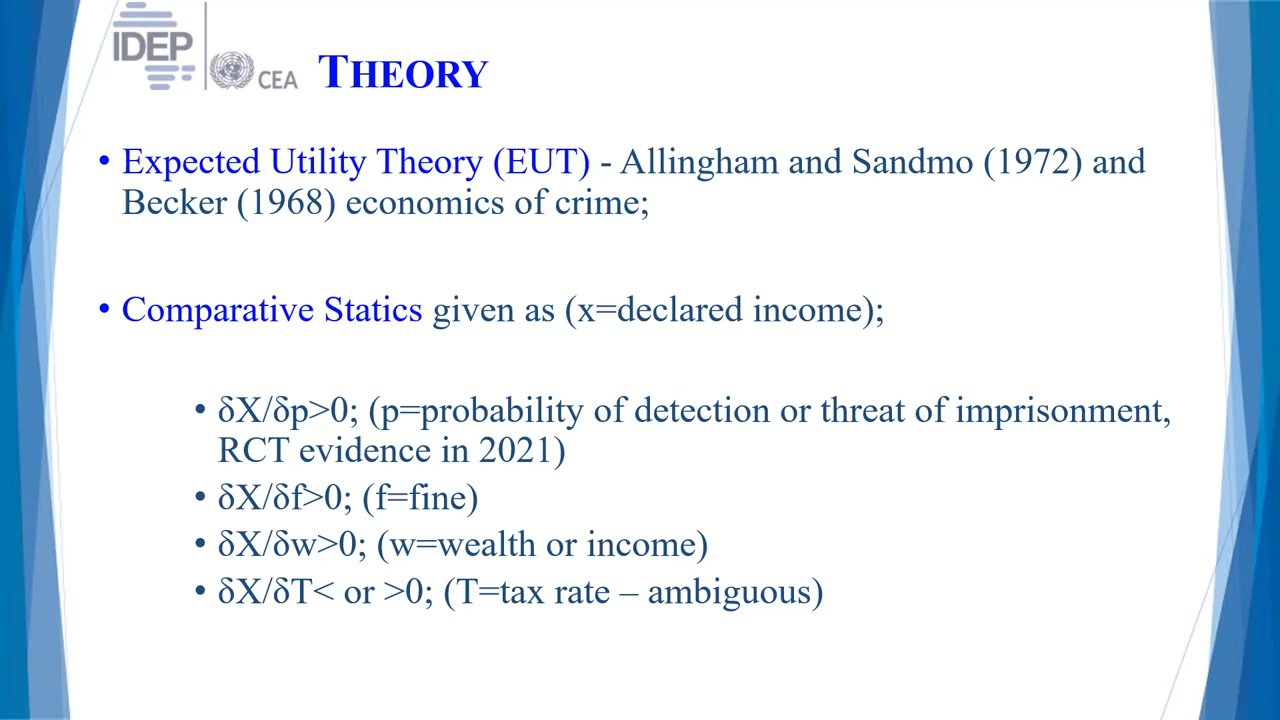 IDEP
CEA
THEORY
• Expected Utility Theory (EUT) - Allingham and Sandmo (1972) and
Becker (1968) economics of crime;
• Comparative Statics given as (x=declared income);
• δX/δp>0; (p=probability of detection or threat of imprisonment,
RCT evidence in 2021)
• δX/δf>0; (f=fine)
• δX/δw>0; (w=wealth or income)
• δX/δT< or >0; (T=tax rate – ambiguous)